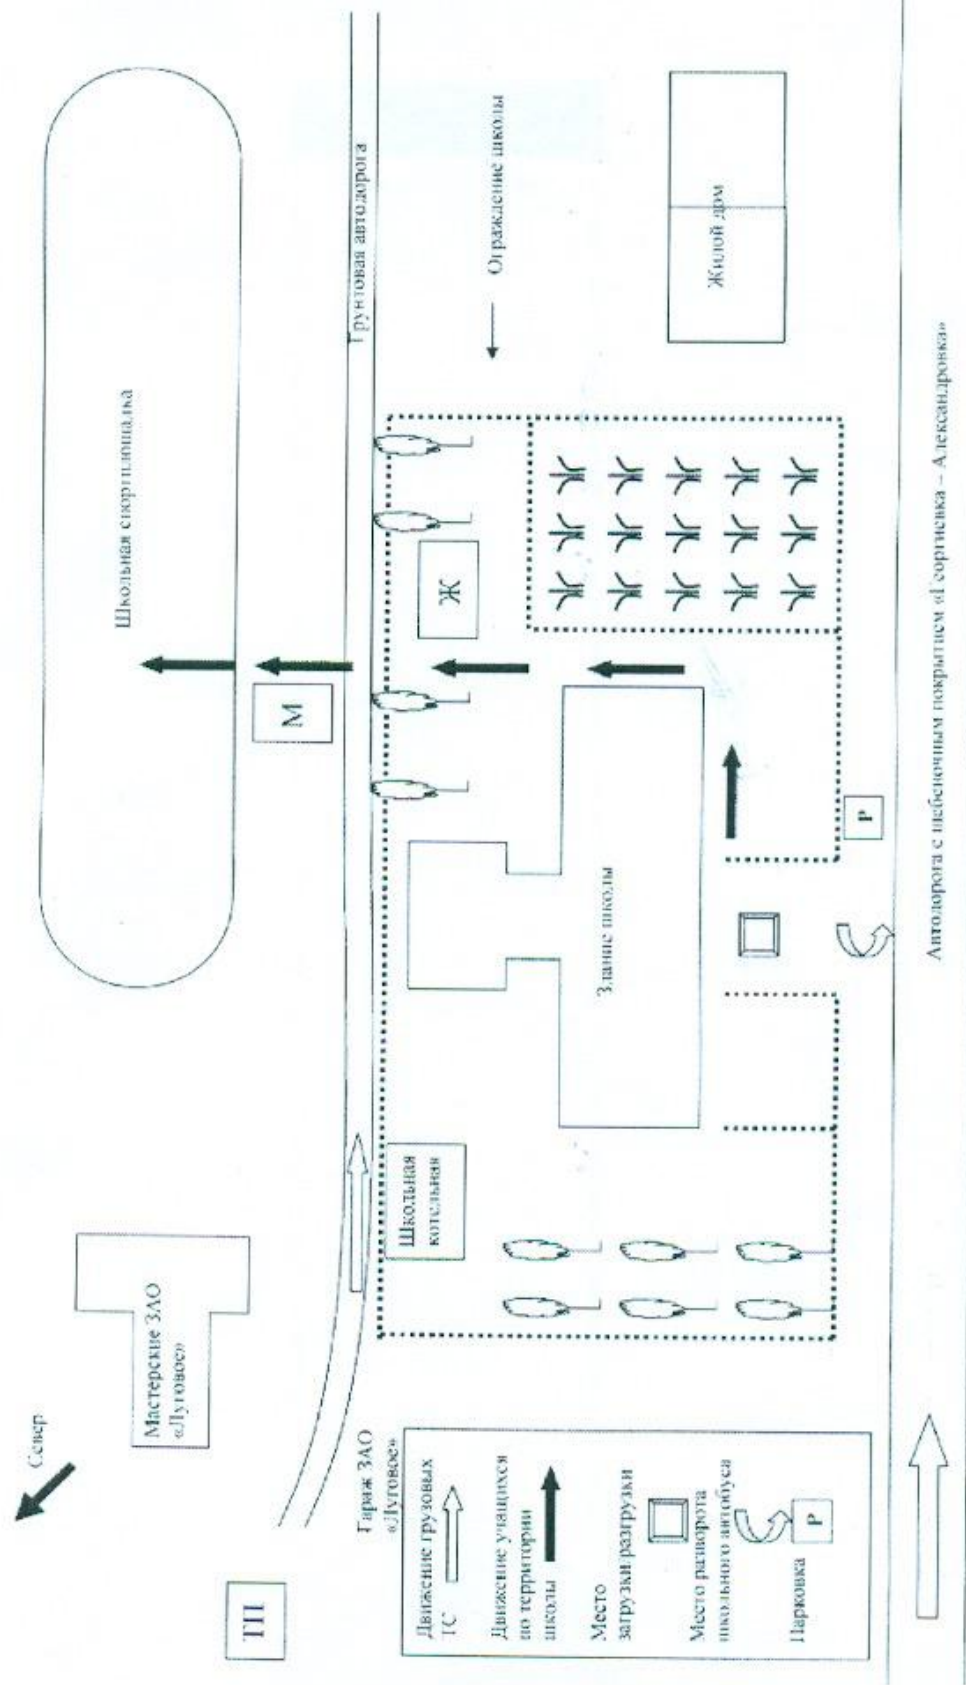 Север
Мастерские ЗАО
«Луговое»
Школьная спортплощадка
ТП
М
Гараж ЗАО
«Луговое»
Грунтовая автодорога
Школьная
котельная
Ж
Ограждение школы
Здание школы
Жилой дом
Р
Движение грузовых
ТС
Движение учащихся
по территории
школы
Место
загрузки/разгрузки
Место разворота
школьного автобуса
Парковка
Р
Автодорога с щебеночным покрытием «Георгиевка – Александровка»